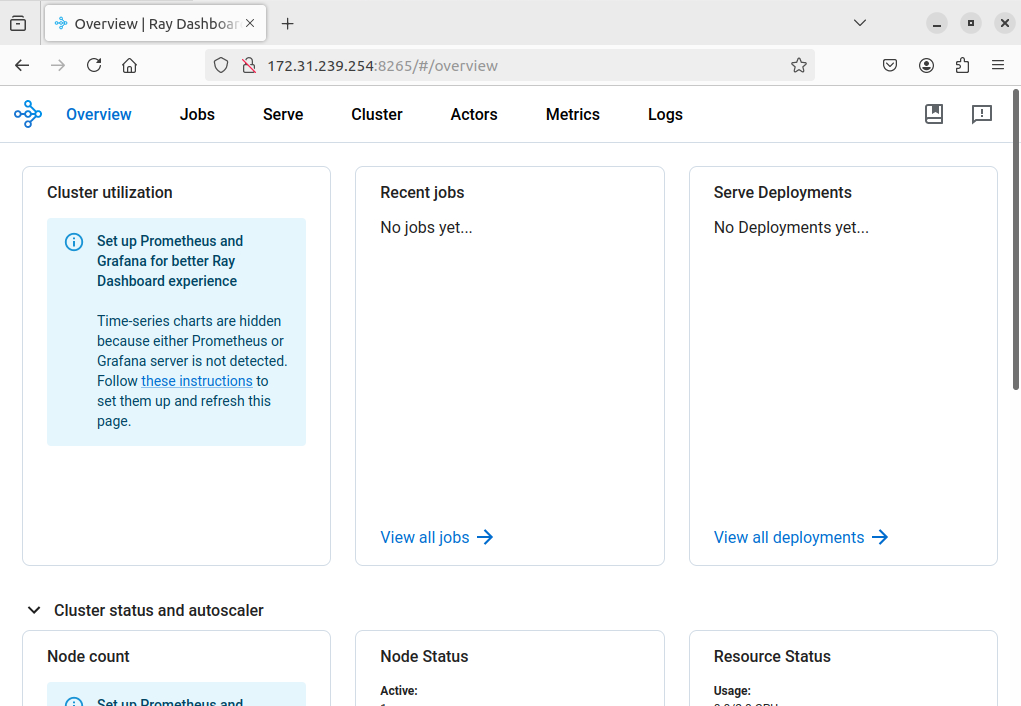 Overview | Ray Dashboar
172.31.239.254:8265/#/overview
Overview Jobs Serve Cluster Actors Metrics Logs
Cluster utilization
Set up Prometheus and
Grafana for better Ray
Dashboard experience
Time-series charts are hidden
because either Prometheus or
Grafana server is not detected.
Follow these instructions to
set them up and refresh this
page.
Recent jobs
No jobs yet...
View all jobs
Serve Deployments
No Deployments yet...
View all deployments
Cluster status and autoscaler
Node count
Set up Prometheus and
Node Status
Active:
Resource Status
Usage: